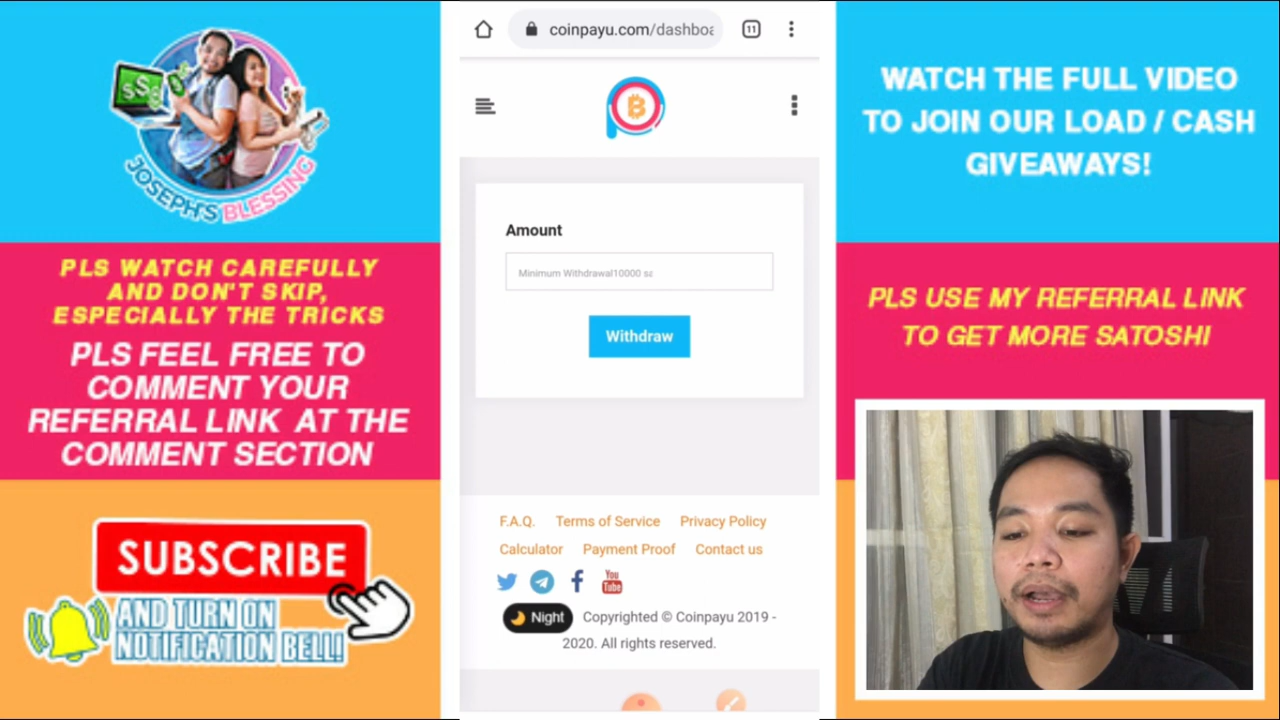 JOSEPH'S BLESSING
PLS WATCH CAREFULLY
AND DON'T SKIP,
ESPECIALLY THE TRICKS
PLS FEEL FREE TO
COMMENT YOUR
REFERRAL LINK AT THE
COMMENT SECTION
SUBSCRIBE
AND TURN ON
NOTIFICATION BELL!
coinpayu.com/dashboa
11
Amount
Minimum Withdrawal10000 sa
Withdraw
F.A.Q. Terms of Service Privacy Policy
Calculator Payment Proof Contact us
You
Tube
Night Copyrighted © Coinpayu 2019 -
2020. All rights reserved.
WATCH THE FULL VIDEO
TO JOIN OUR LOAD / CASH
GIVEAWAYS!
PLS USE MY REFERRAL LINK
TO GET MORE SATOSHI